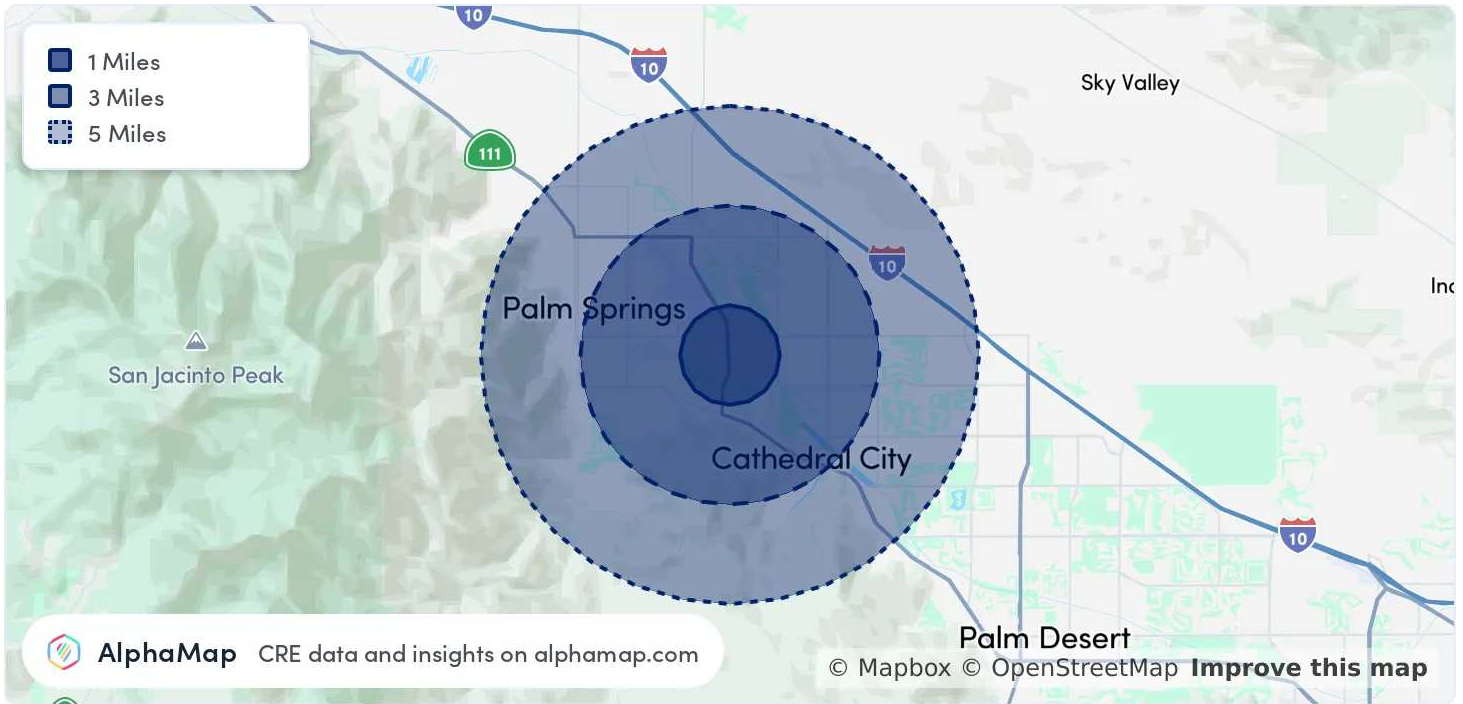 10
1 Miles
10
3 Miles
Sky Valley
5 Miles
111
10
Palm Springs
San Jacinto Peak
Cathedral City
10
Palm Desert
AlphaMap CRE data and insights on alphamap.com
© Mapbox © OpenStreetMap Improve this map